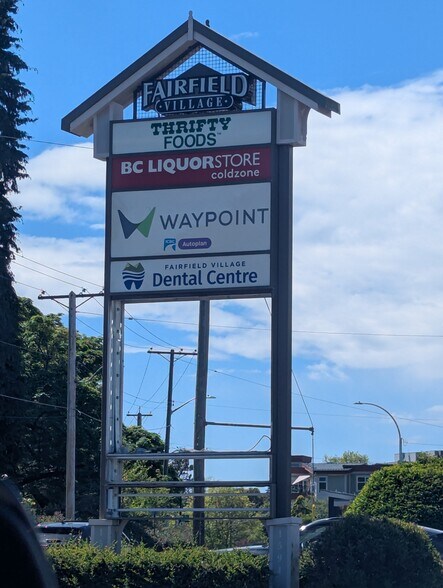 FAIRFIELD
VILLAGE
THRIFTY
FOODS
BC LIQUORSTORE
coldzone
WAYPOINT
Autoplan
FAIRFIELD VILLAGE
Dental Centre